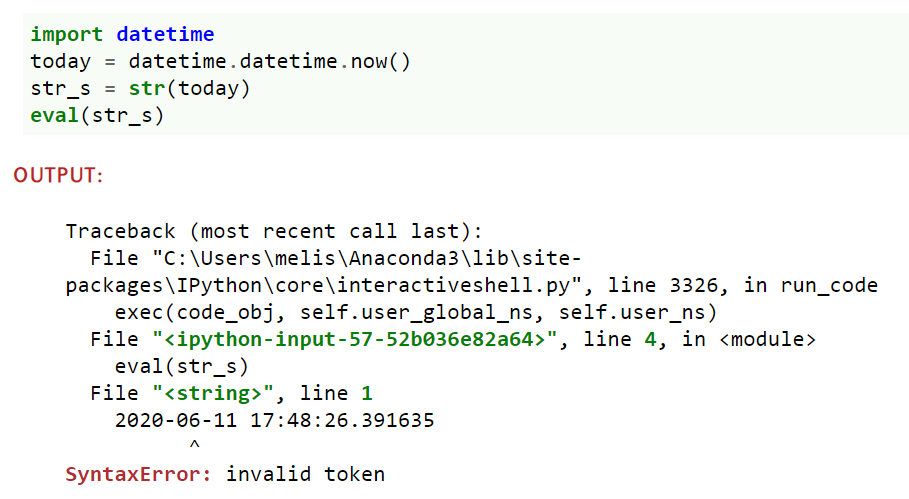 import datetime
today = datetime.datetime.now()
str_s = str(today)
eval(str_s)
OUTPUT:
Traceback (most recent call last):
  File "C:\Users\melis\Anaconda3\lib\site-
packages\IPython\core\interactiveshell.py", line 3326, in run_code
    exec(code_obj, self.user_global_ns, self.user_ns)
  File "<ipython-input-57-52b036e82a64>", line 4, in <module>
    eval(str_s)
  File "<string>", line 1
    2020-06-11 17:48:26.391635
          ^
SyntaxError: invalid token